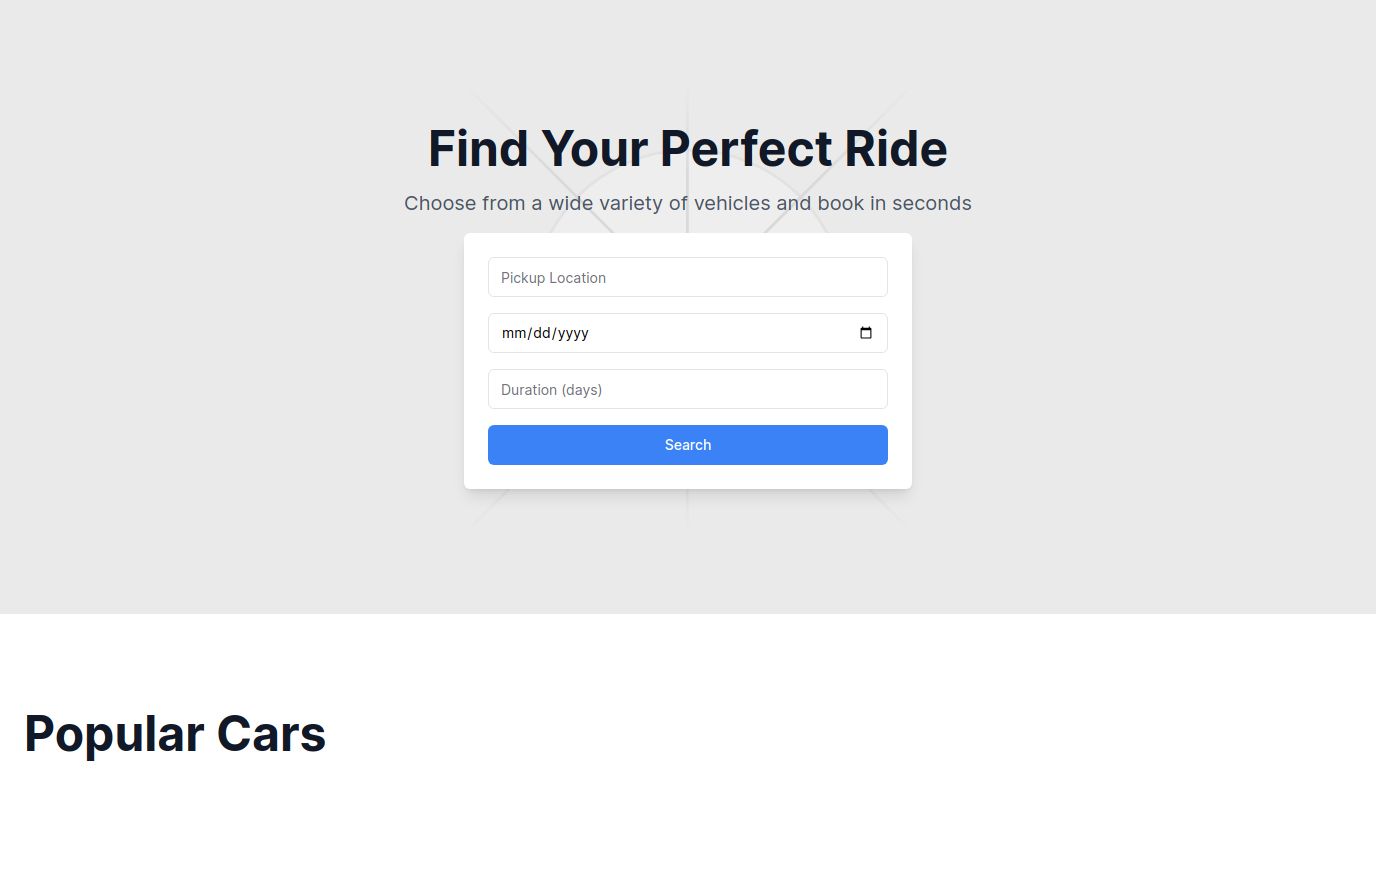 Find Your Perfect Ride
Choose from a wide variety of vehicles and book in seconds
Pickup Location
mm/dd/yyyy
Duration (days)
Search
Popular Cars